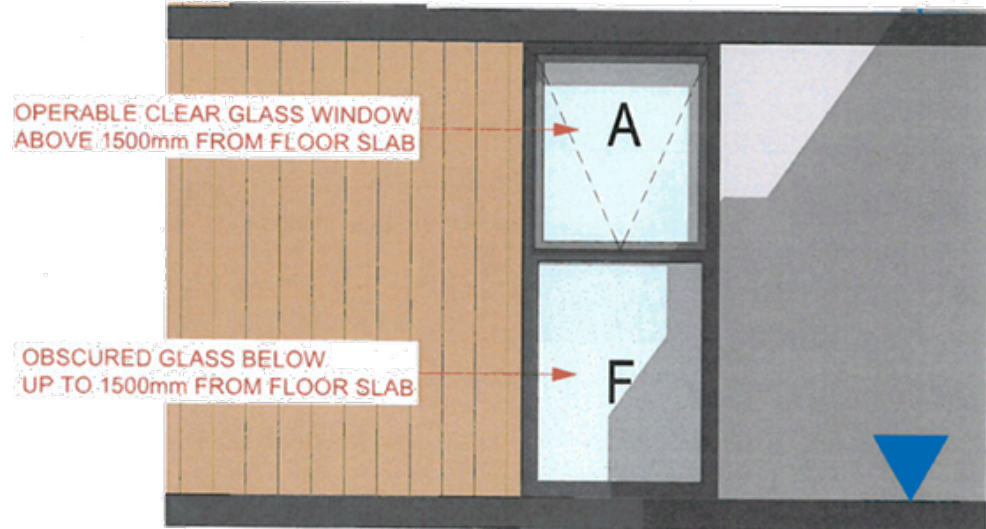 OPERABLE CLEAR GLASS WINDOW
ABOVE 1500mm FROM FLOOR SLAB
A
OBSCURED GLASS BELOW
UP TO 1500mm FROM FLOOR SLAB
F